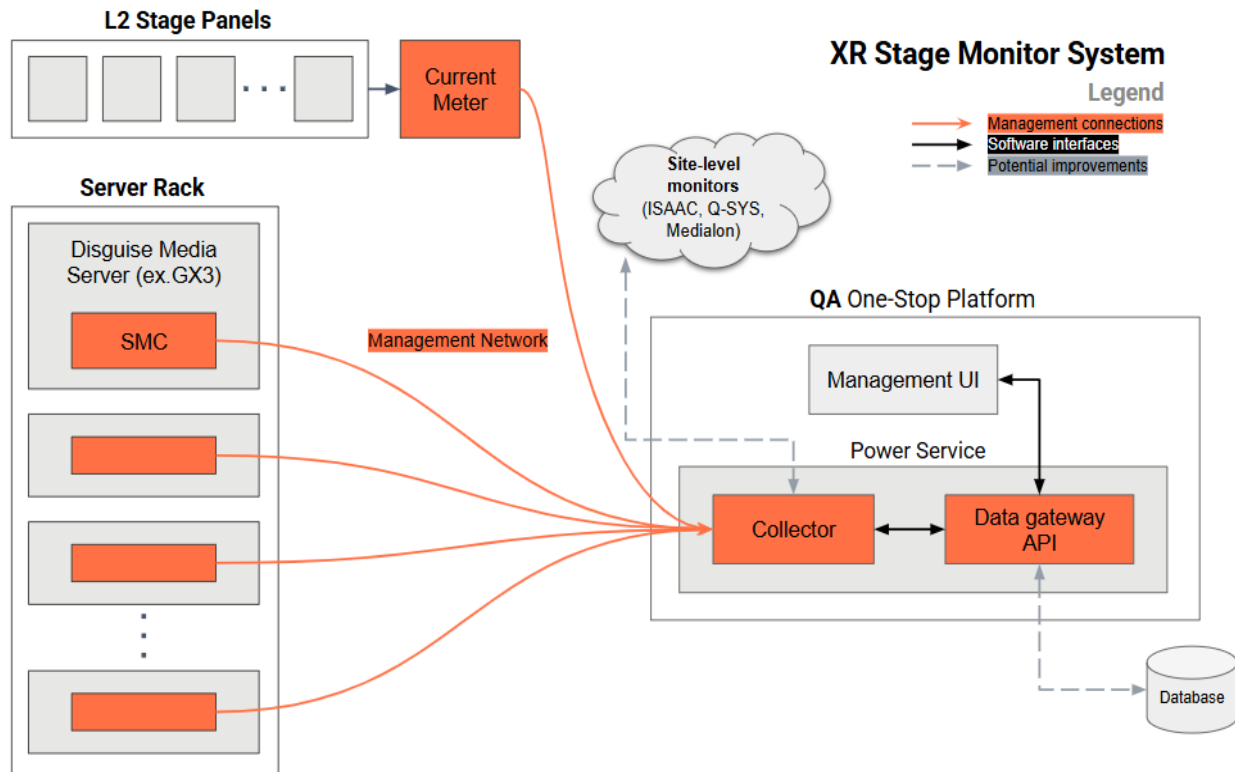 L2 Stage Panels
Current
Meter
XR Stage Monitor System
Legend
Management connections
Software interfaces
Potential improvements
Site-level
monitors
(ISAAC, Q-SYS,
Medialon)
Server Rack
Disguise Media
Server (ex.GX3)
SMC
Management Network
QA One-Stop Platform
Management UI
Power Service
Collector
Data gateway
API
Database